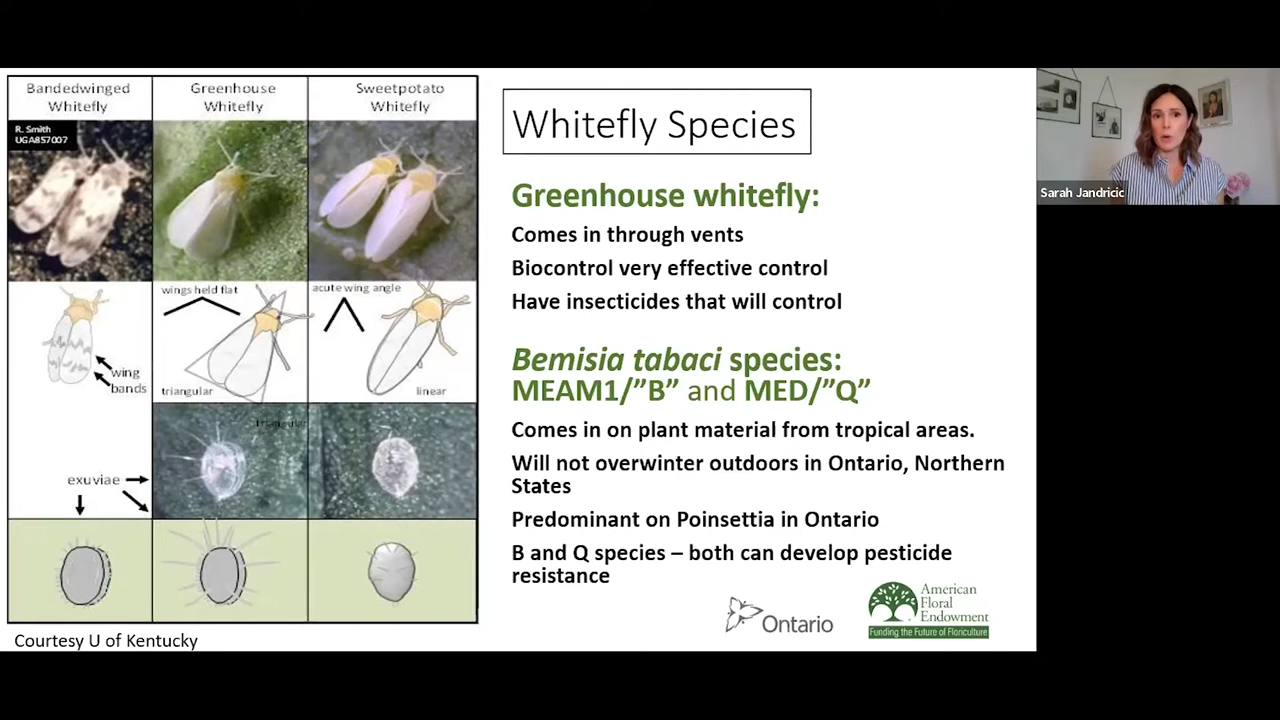 Bandedwinged
Whitefly
Greenhouse
Whitefly
Sweetpotato
Whitefly
R. Smith
UGA857007
wings held flat
acute wing angle
wing
bands
triangular
linear
triangular
exuviae
Courtesy U of Kentucky
Whitefly Species
Greenhouse whitefly:
Comes in through vents
Biocontrol very effective control
Have insecticides that will control
Bemisia tabaci species:
MEAM1/”B” and MED/”Q”
Comes in on plant material from tropical areas.
Will not overwinter outdoors in Ontario, Northern
States
Predominant on Poinsettia in Ontario
B and Q species – both can develop pesticide
resistance
Ontario
American
Floral
Endowment
Funding the Future of Floriculture
Sarah Jandricic